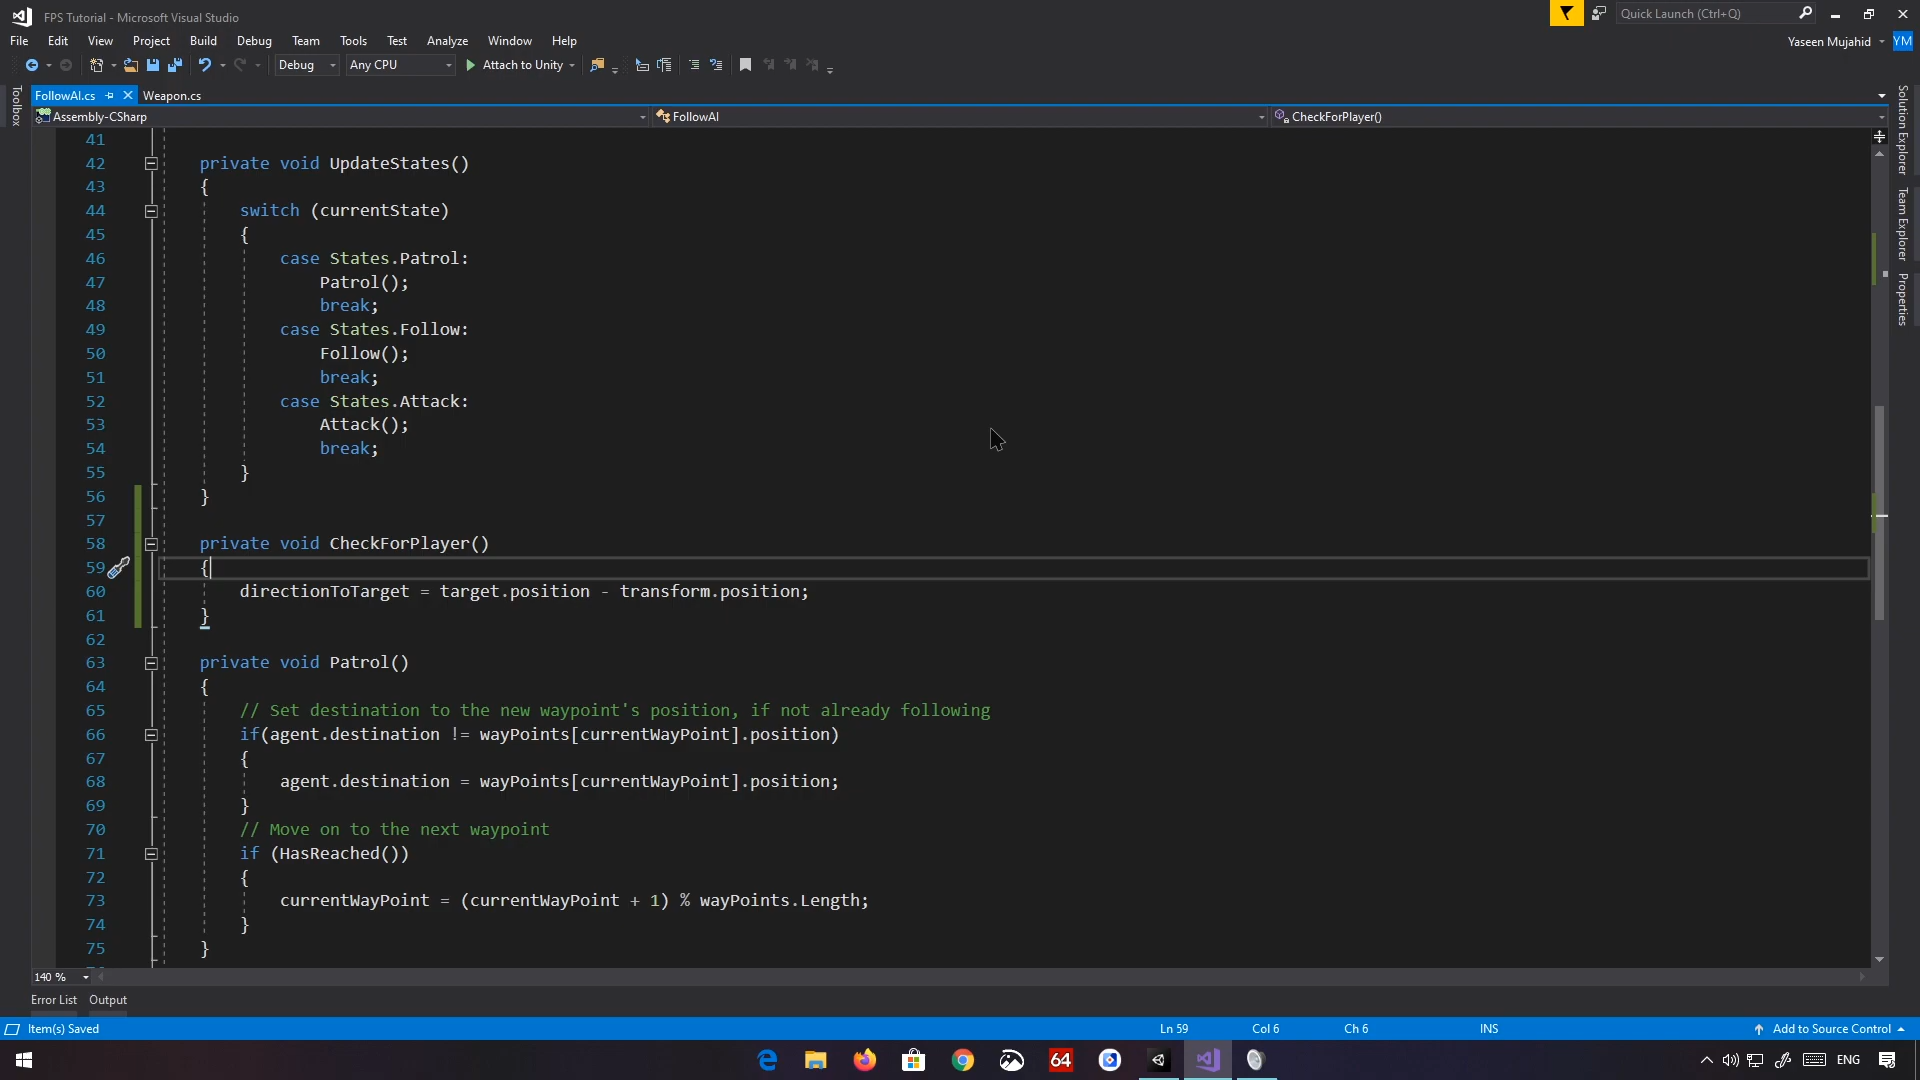 FPS Tutorial - Microsoft Visual Studio
Quick Launch (Ctrl+Q)
File Edit View Project Build Debug Team Tools Test Analyze Window Help
Yaseen Mujahid YM
Debug Any CPU Attach to Unity
FollowAI.cs Weapon.cs
Assembly-CSharp FollowAI CheckForPlayer()
Toolbox
Solution Explorer
Team Explorer
Properties
41
42 private void UpdateStates()
43 {
44 switch (currentState)
45 {
46 case States.Patrol:
47 Patrol();
48 break;
49 case States.Follow:
50 Follow();
51 break;
52 case States.Attack:
53 Attack();
54 break;
55 }
56 }
57
58 private void CheckForPlayer()
59 {
60 directionToTarget = target.position - transform.position;
61 }
62
63 private void Patrol()
64 {
65 // Set destination to the new waypoint's position, if not already following
66 if(agent.destination != wayPoints[currentWayPoint].position)
67 {
68 agent.destination = wayPoints[currentWayPoint].position;
69 }
70 // Move on to the next waypoint
71 if (HasReached())
72 {
73 currentWayPoint = (currentWayPoint + 1) % wayPoints.Length;
74 }
75 }
140 %
Error List Output
Item(s) Saved Ln 59 Col 6 Ch 6 INS Add to Source Control
64 ENG